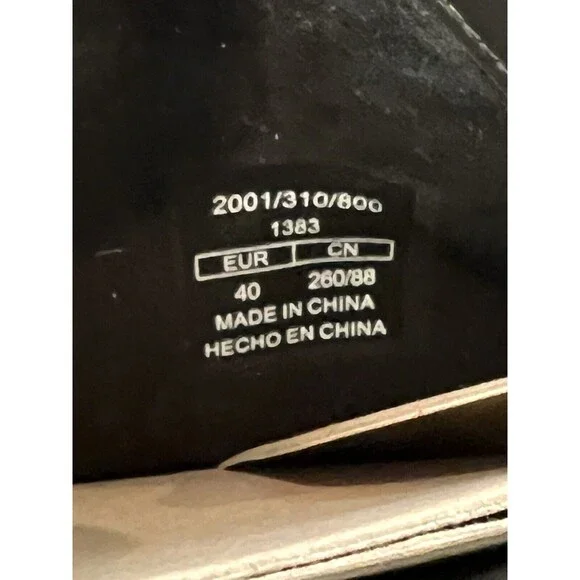 2001/310/800
1383
EUR CN
40 260/88
MADE IN CHINA
HECHO EN CHINA